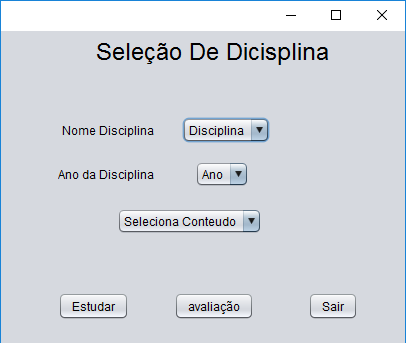 Seleção De Dicisplina
Nome Disciplina Disciplina
Ano da Disciplina Ano
Seleciona Conteudo
Estudar avaliação Sair